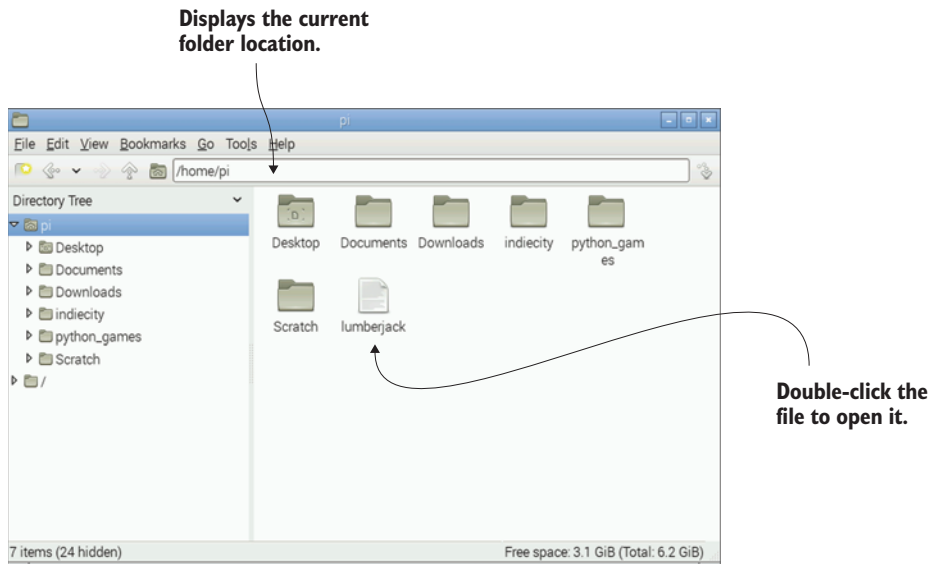 Displays the current
folder location.
pi
File Edit View Bookmarks Go Tools Help
/home/pi
Directory Tree
pi
Desktop
Documents
Downloads
indiecity
python_games
Scratch
/
Desktop Documents Downloads indiecity python_gam
es
Scratch lumberjack
Double-click the
file to open it.
7 items (24 hidden) Free space: 3.1 GiB (Total: 6.2 GiB)